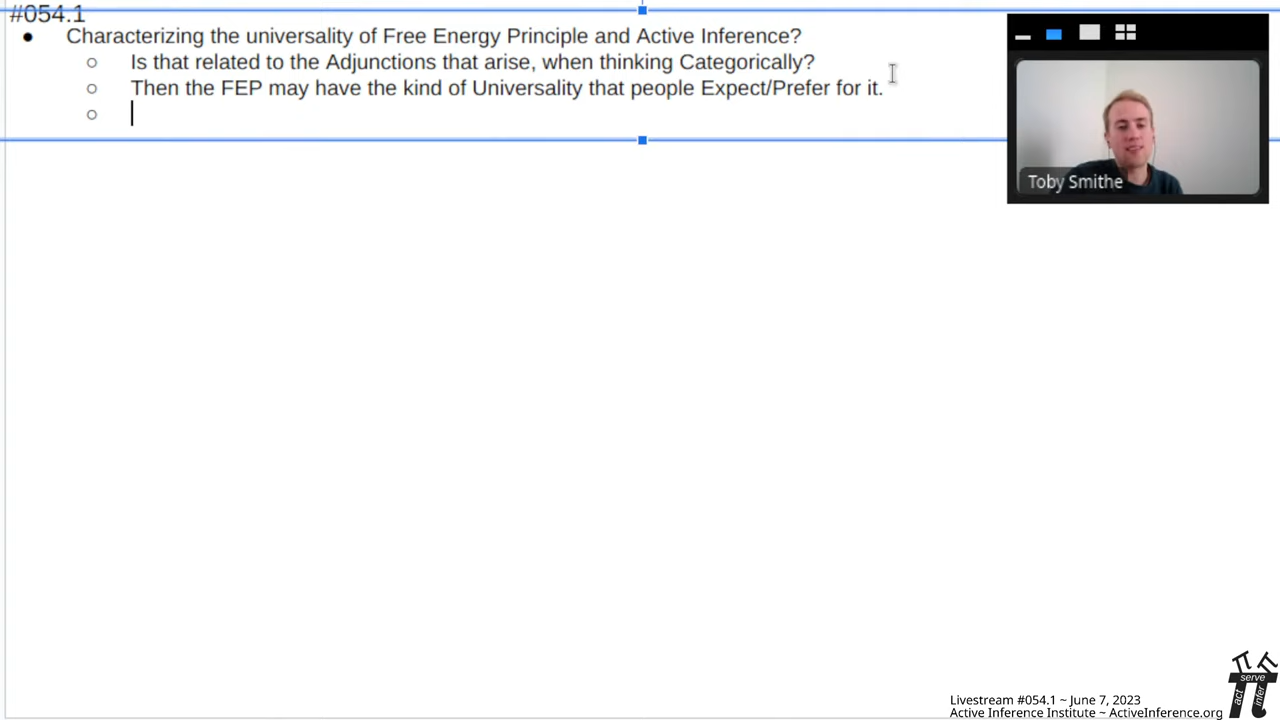 #054.1
● Characterizing the universality of Free Energy Principle and Active Inference?
○ Is that related to the Adjunctions that arise, when thinking Categorically?
○ Then the FEP may have the kind of Universality that people Expect/Prefer for it.
○
Toby Smithe
π π
serve
act infer
Livestream #054.1 ~ June 7, 2023
Active Inference Institute ~ ActiveInference.org